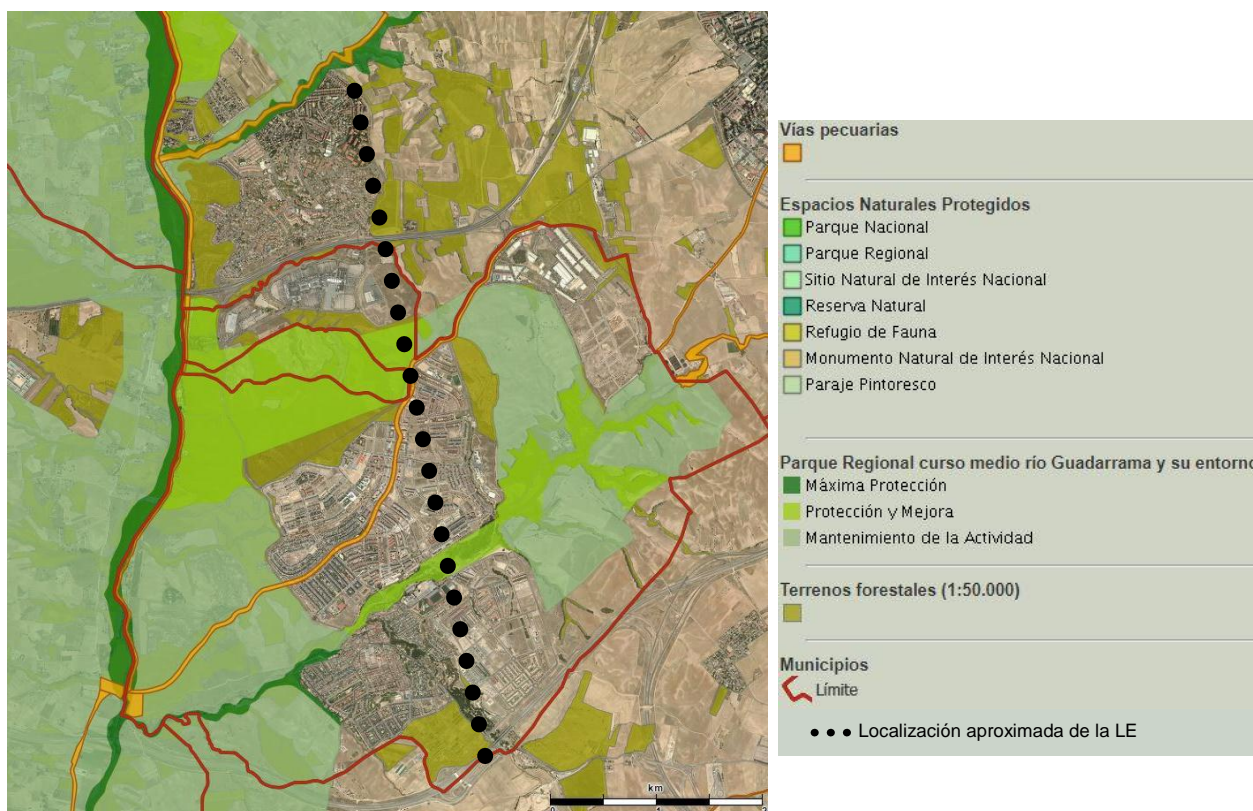 Vías pecuarias
Espacios Naturales Protegidos
Parque Nacional
Parque Regional
Sitio Natural de Interés Nacional
Reserva Natural
Refugio de Fauna
Monumento Natural de Interés Nacional
Paraje Pintoresco
Parque Regional curso medio río Guadarrama y su entorno
Máxima Protección
Protección y Mejora
Mantenimiento de la Actividad
Terrenos forestales (1:50.000)
Municipios
Límite
Localización aproximada de la LE
km